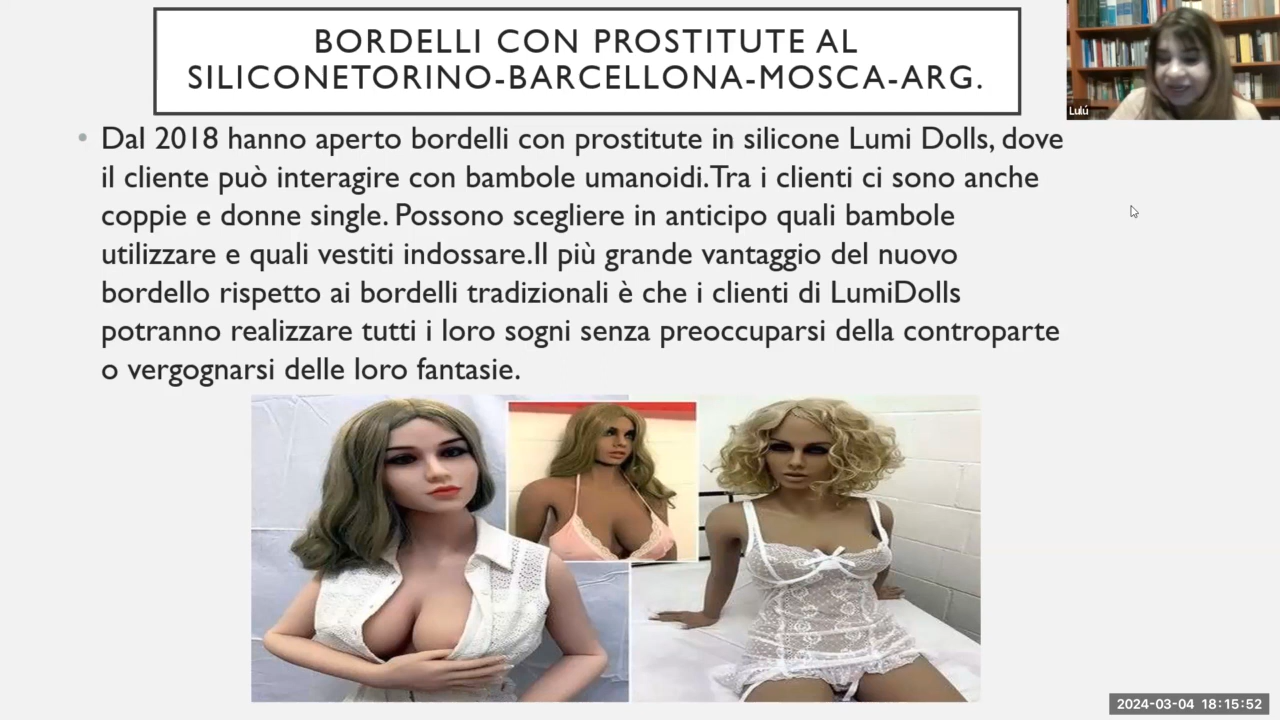 BORDELLI CON PROSTITUTE AL
SILICONETORINO-BARCELLONA-MOSCA-ARG.
Lulú
• Dal 2018 hanno aperto bordelli con prostitute in silicone Lumi Dolls, dove
il cliente può interagire con bambole umanoidi.Tra i clienti ci sono anche
coppie e donne single. Possono scegliere in anticipo quali bambole
utilizzare e quali vestiti indossare.Il più grande vantaggio del nuovo
bordello rispetto ai bordelli tradizionali è che i clienti di LumiDolls
potranno realizzare tutti i loro sogni senza preoccuparsi della controparte
o vergognarsi delle loro fantasie.
2024-03-04 18:15:52